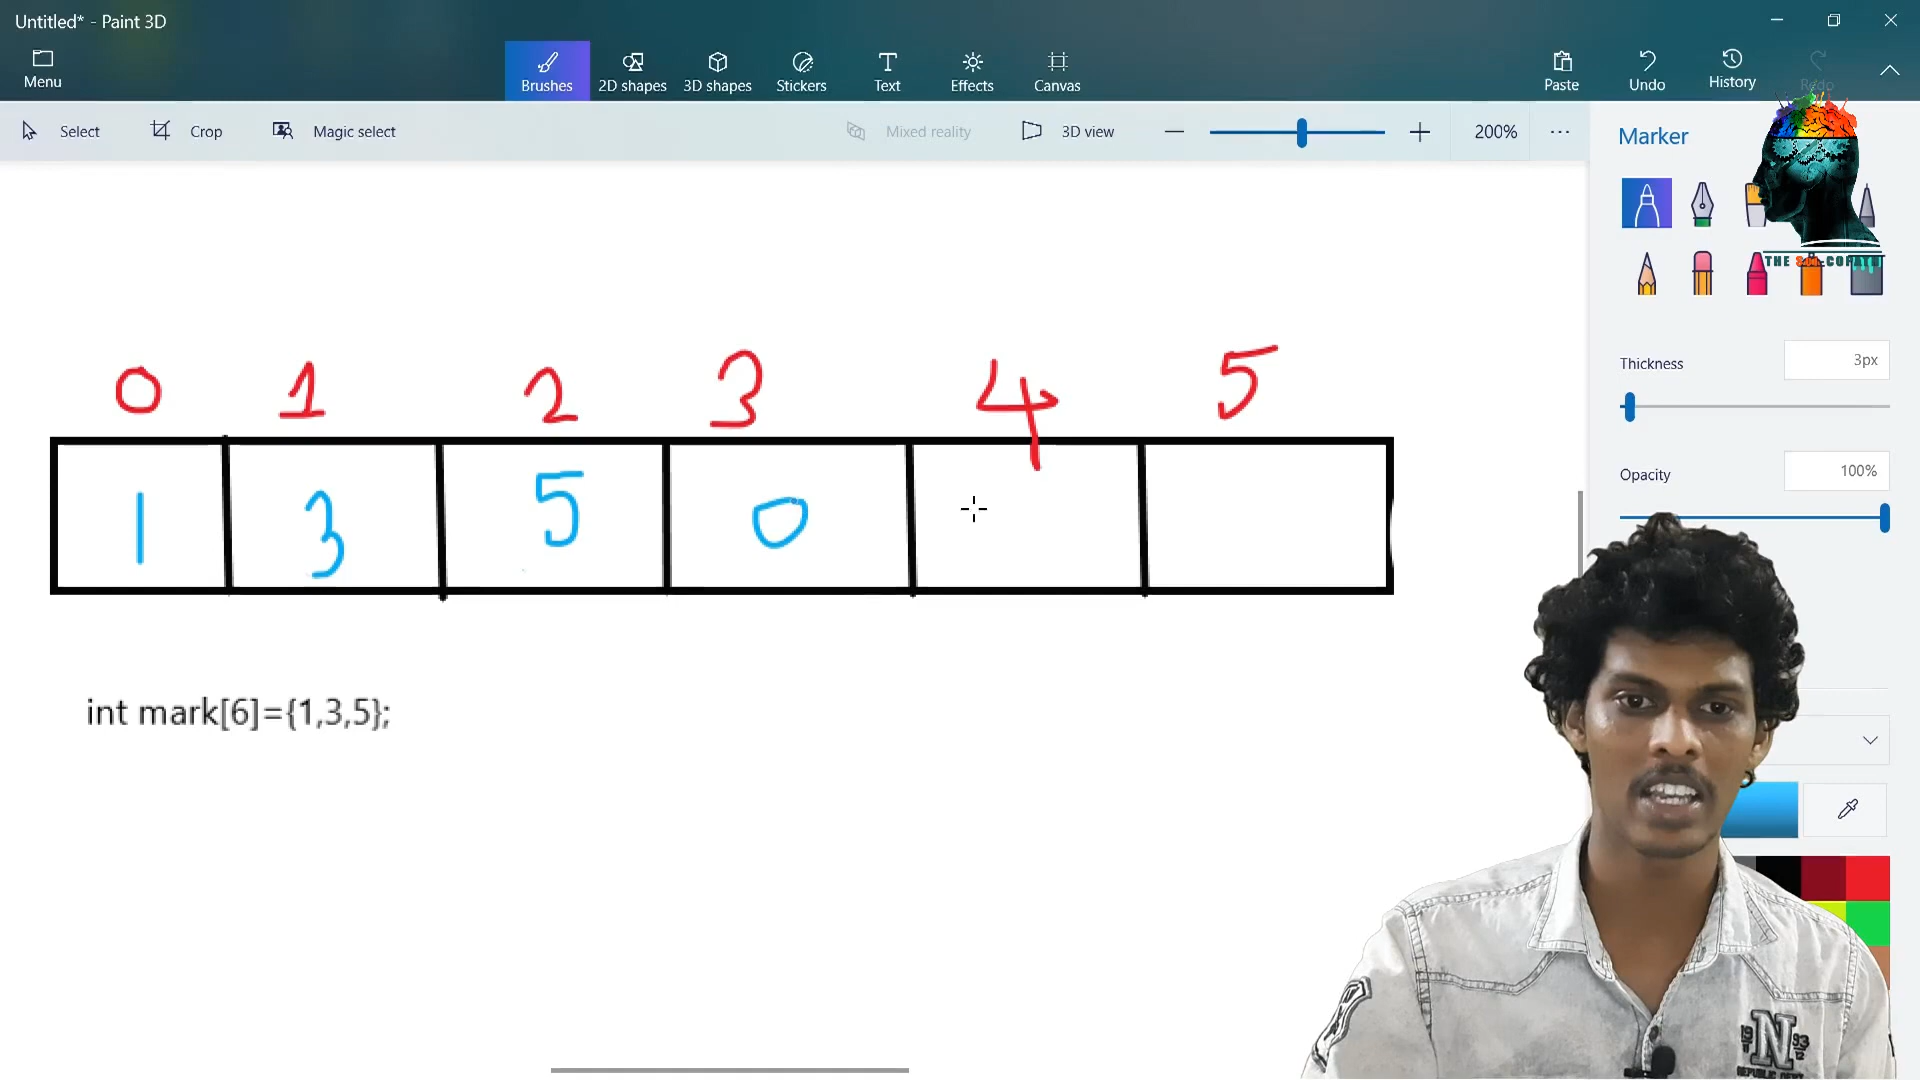 Untitled* - Paint 3D
Menu
Brushes
2D shapes
3D shapes
Stickers
Text
Effects
Canvas
Paste
Undo
History
Redo
Select
Crop
Magic select
Mixed reality
3D view
200%
Marker
THE
Thickness
3px
Opacity
100%
0 1 2 3 4 5
1 3 5 0
int mark[6]={1,3,5};
N
93